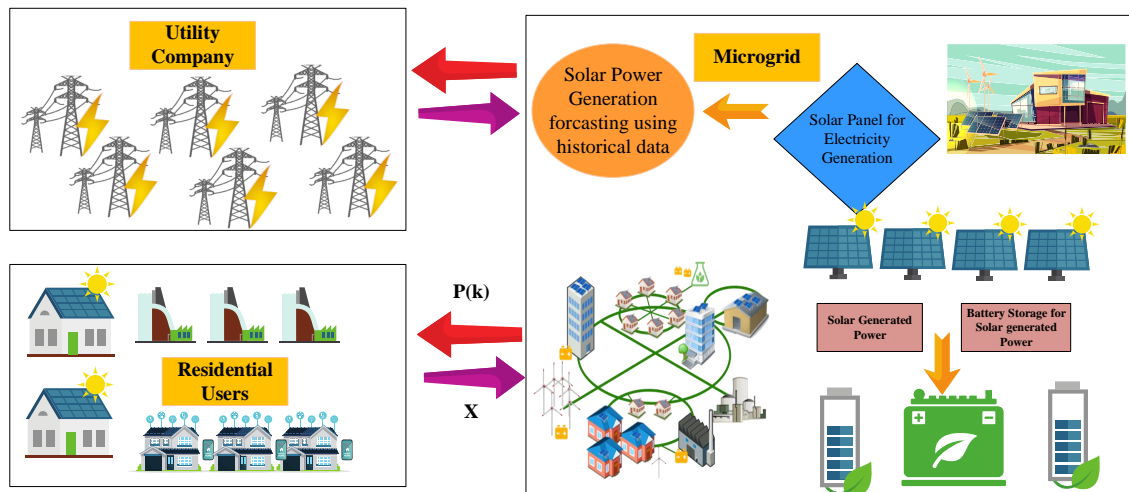 Utility
Company
Solar Power
Generation
forcasting using
historical data
Microgrid
Solar Panel for
Electricity
Generation
P(k)
X
Residential
Users
Solar Generated
Power
Battery Storage for
Solar generated
Power